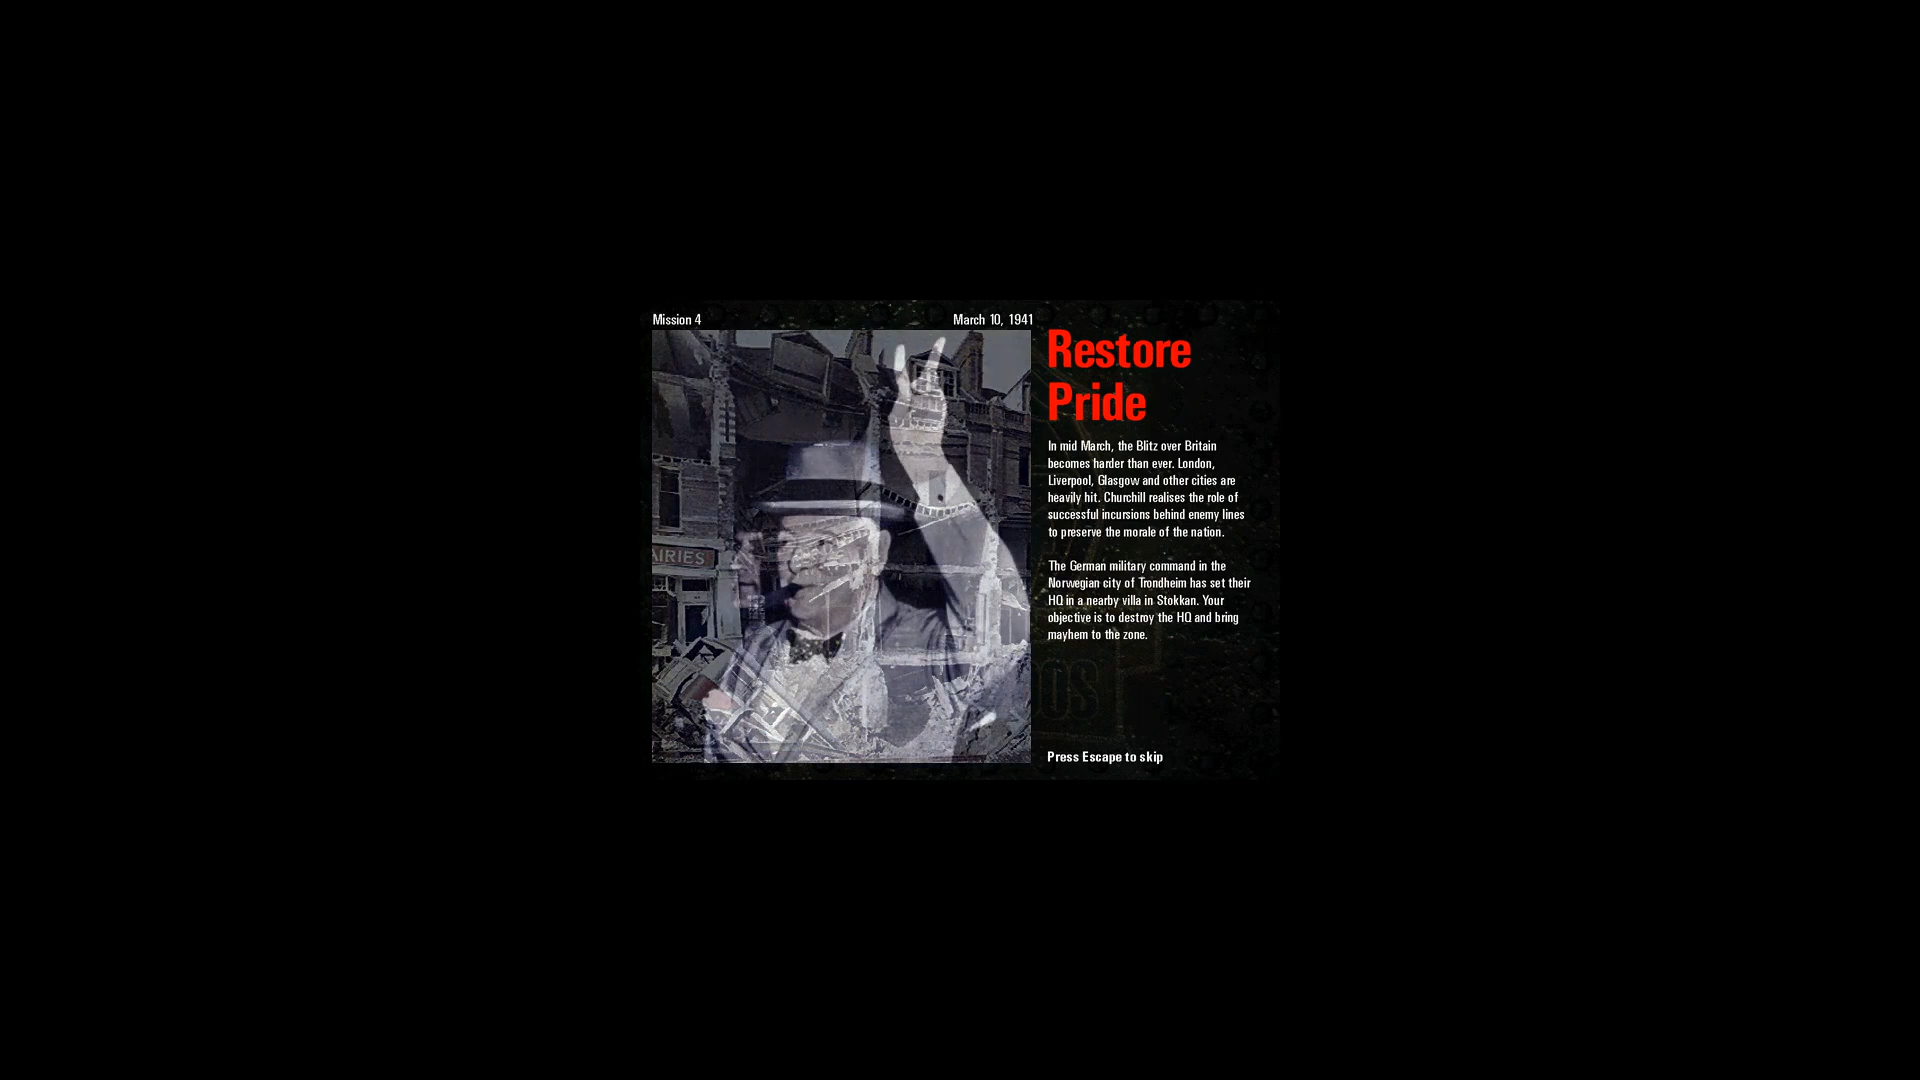 Mission 4
March 10, 1941
Restore
Pride
In mid March, the Blitz over Britain
becomes harder than ever. London,
Liverpool, Glasgow and other cities are
heavily hit. Churchill realises the role of
successful incursions behind enemy lines
to preserve the morale of the nation.
The German military command in the
Norwegian city of Trondheim has set their
HQ in a nearby villa in Stokkan. Your
objective is to destroy the HQ and bring
mayhem to the zone.
AIRIES
OS
Press Escape to skip